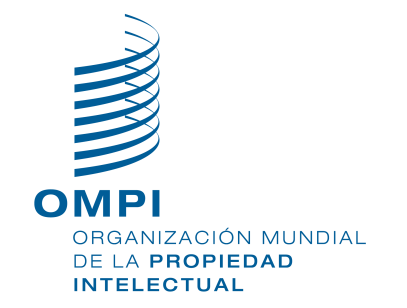 OMPI
ORGANIZACIÓN MUNDIAL
DE LA PROPIEDAD
INTELECTUAL